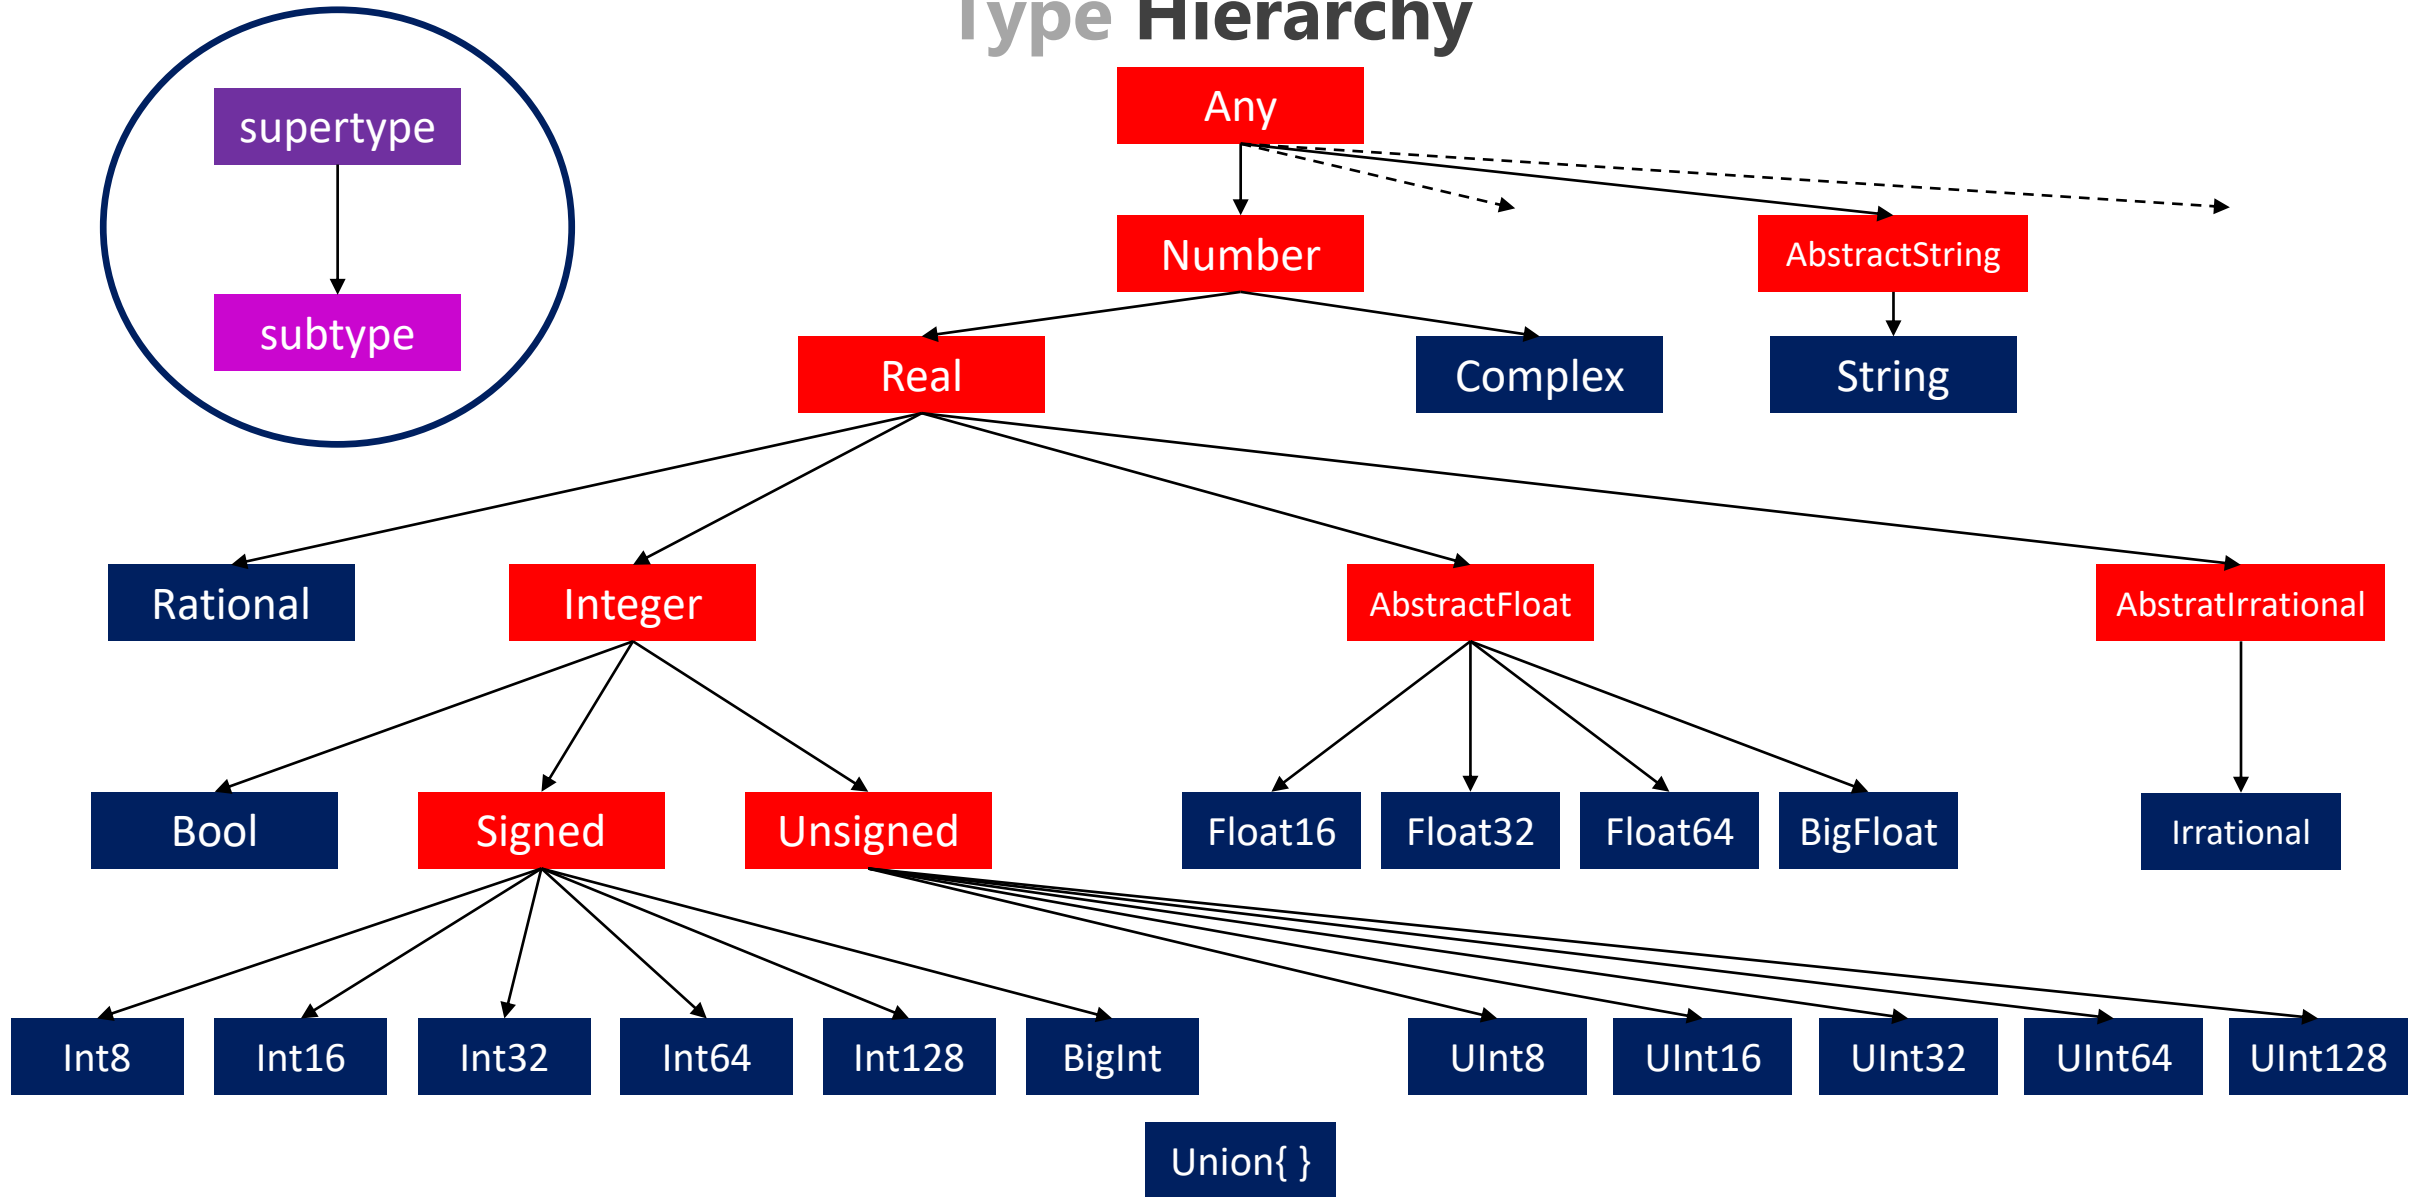 Type Hierarchy
supertype
subtype
Any
Number
AbstractString
Real
Complex
String
Rational
Integer
AbstractFloat
AbstratIrrational
Bool
Signed
Unsigned
Float16
Float32
Float64
BigFloat
Irrational
Int8
Int16
Int32
Int64
Int128
BigInt
UInt8
UInt16
UInt32
UInt64
UInt128
Union{ }